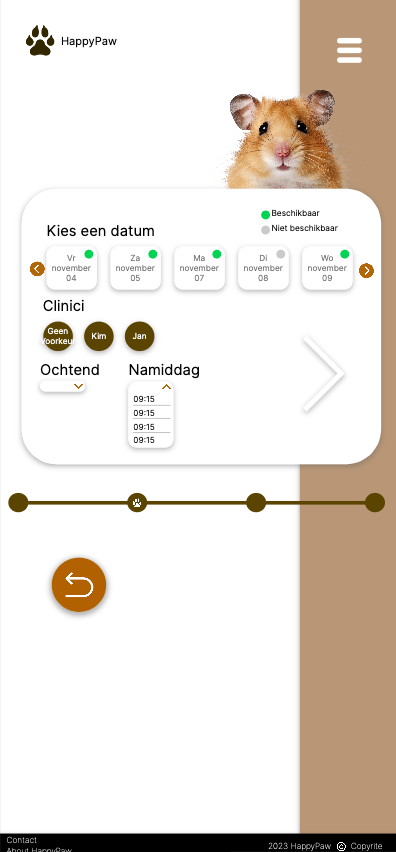 HappyPaw
Beschikbaar
Niet beschikbaar
Kies een datum
Vr
november
04
Za
november
05
Ma
november
07
Di
november
08
Wo
november
09
Clinici
Geen
Voorkeur
Kim
Jan
Ochtend
Namiddag
09:15
09:15
09:15
09:15
Contact
About HappyPaw
2023 HappyPaw © Copyrite